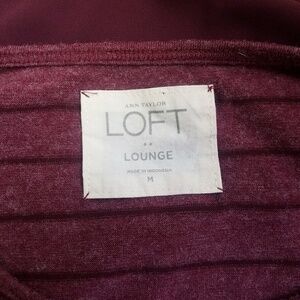 ANN TAYLOR
LOFT
LOUNGE
MADE IN INDONESIA
M